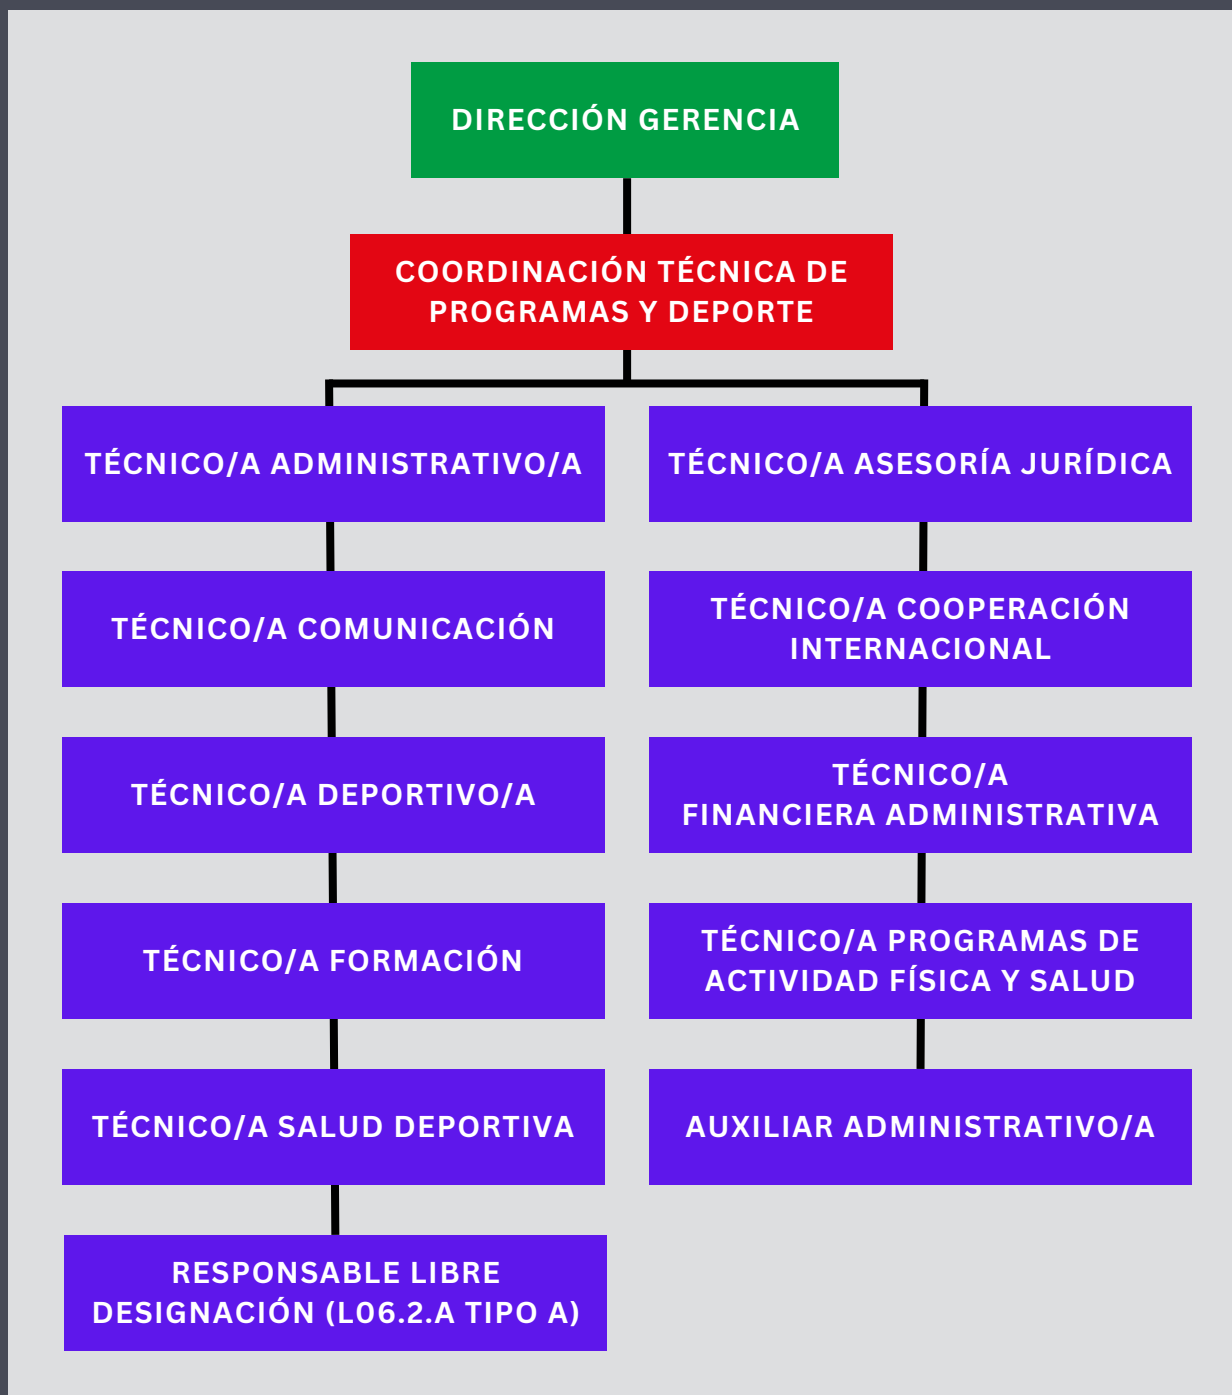 DIRECCIÓN GERENCIA
COORDINACIÓN TÉCNICA DE
PROGRAMAS Y DEPORTE
TÉCNICO/A ADMINISTRATIVO/A
TÉCNICO/A COMUNICACIÓN
TÉCNICO/A DEPORTIVO/A
TÉCNICO/A FORMACIÓN
TÉCNICO/A SALUD DEPORTIVA
RESPONSABLE LIBRE
DESIGNACIÓN (L06.2.A TIPO A)
TÉCNICO/A ASESORÍA JURÍDICA
TÉCNICO/A COOPERACIÓN
INTERNACIONAL
TÉCNICO/A
FINANCIERA ADMINISTRATIVA
TÉCNICO/A PROGRAMAS DE
ACTIVIDAD FÍSICA Y SALUD
AUXILIAR ADMINISTRATIVO/A